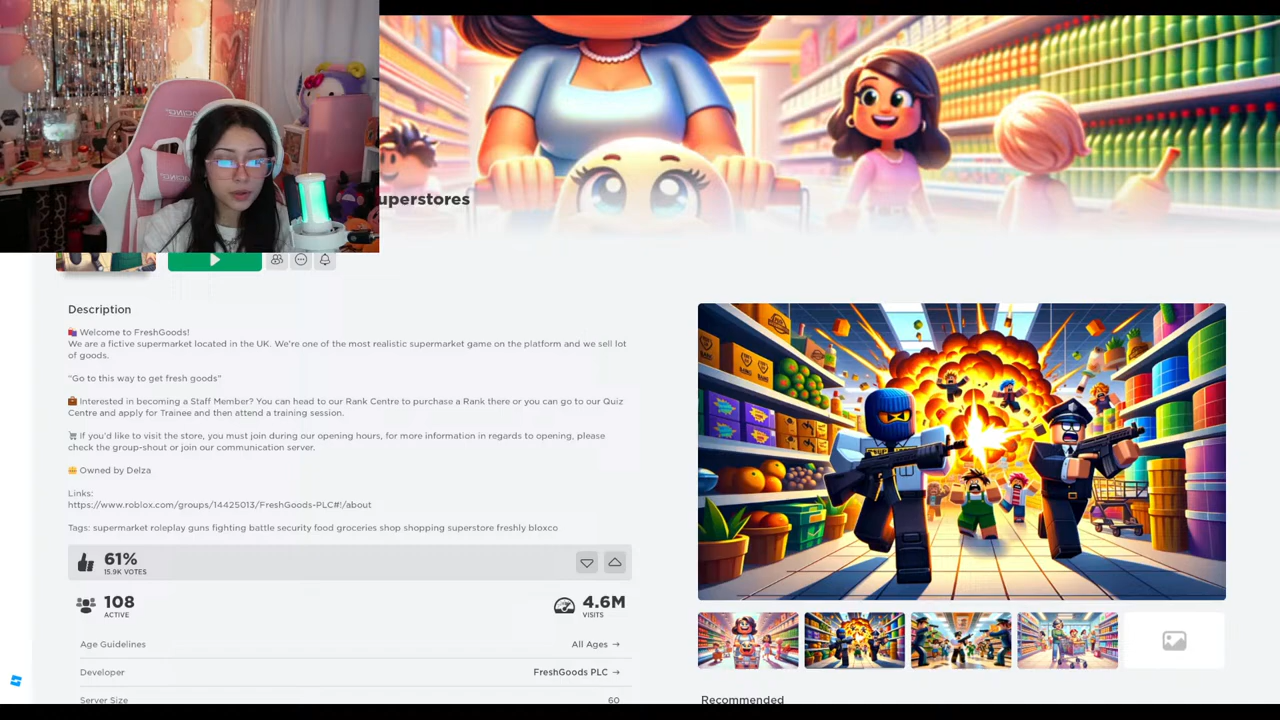 uperstores
Description
Welcome to FreshGoods!
We are a fictive supermarket located in the UK. We're one of the most realistic supermarket game on the platform and we sell lot
of goods.
"Go to this way to get fresh goods"
Interested in becoming a Staff Member? You can head to our Rank Centre to purchase a Rank there or you can go to our Quiz
Centre and apply for Trainee and then attend a training session.
If you'd like to visit the store, you must join during our opening hours, for more information in regards to opening, please
check the group-shout or join our communication server.
Owned by Delza
Links:
https://www.roblox.com/groups/14425013/FreshGoods-PLC#!/about
Tags: supermarket roleplay guns fighting battle security food groceries shop shopping superstore freshly bloxco
61%
15.9K VOTES
108
ACTIVE
4.6M
VISITS
Age Guidelines
All Ages →
Developer
FreshGoods PLC →
Server Size
60
Recommended